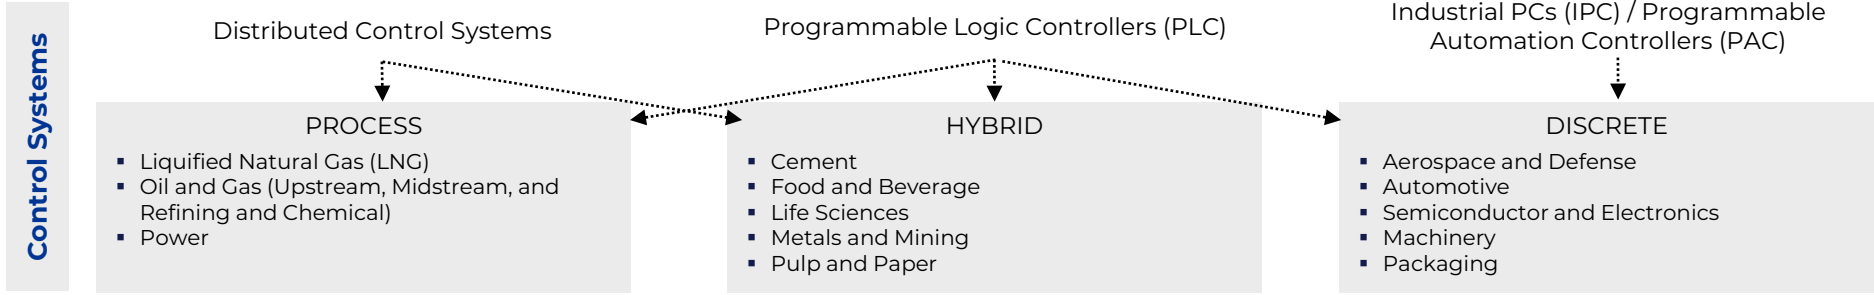 Control Systems
Distributed Control Systems
Programmable Logic Controllers (PLC)
Industrial PCs (IPC) / Programmable
Automation Controllers (PAC)
PROCESS
▪ Liquified Natural Gas (LNG)
▪ Oil and Gas (Upstream, Midstream, and
Refining and Chemical)
▪ Power
HYBRID
▪ Cement
▪ Food and Beverage
▪ Life Sciences
▪ Metals and Mining
▪ Pulp and Paper
DISCRETE
▪ Aerospace and Defense
▪ Automotive
▪ Semiconductor and Electronics
▪ Machinery
▪ Packaging